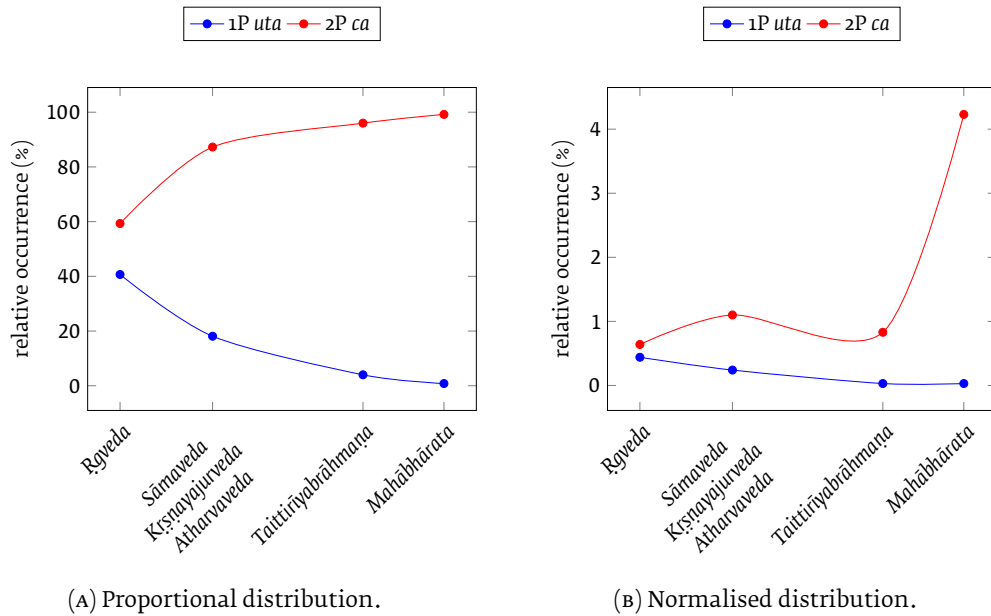 1P uta 2P ca
relative occurrence (%)
100
80
60
40
20
0
Ṛgveda
Sāmaveda
Kṛṣṇayajurveda
Atharvaveda
Taittirīyabrāhmaṇa
Mahābhārata
(A) Proportional distribution.
1P uta 2P ca
relative occurrence (%)
4
3
2
1
0
Ṛgveda
Sāmaveda
Kṛṣṇayajurveda
Atharvaveda
Taittirīyabrāhmaṇa
Mahābhārata
(B) Normalised distribution.